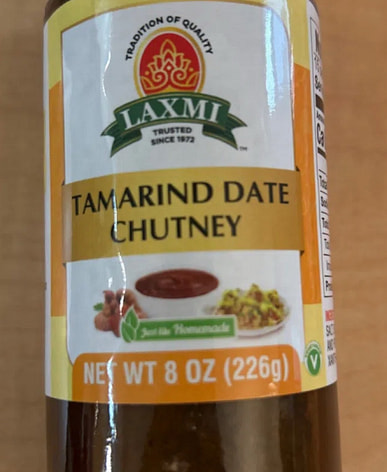 TRADITION OF QUALITY
LAXMI
TRUSTED
SINCE 1972
™
TAMARIND DATE
CHUTNEY
Just like Homemade
NET WT 8 OZ (226g)
V